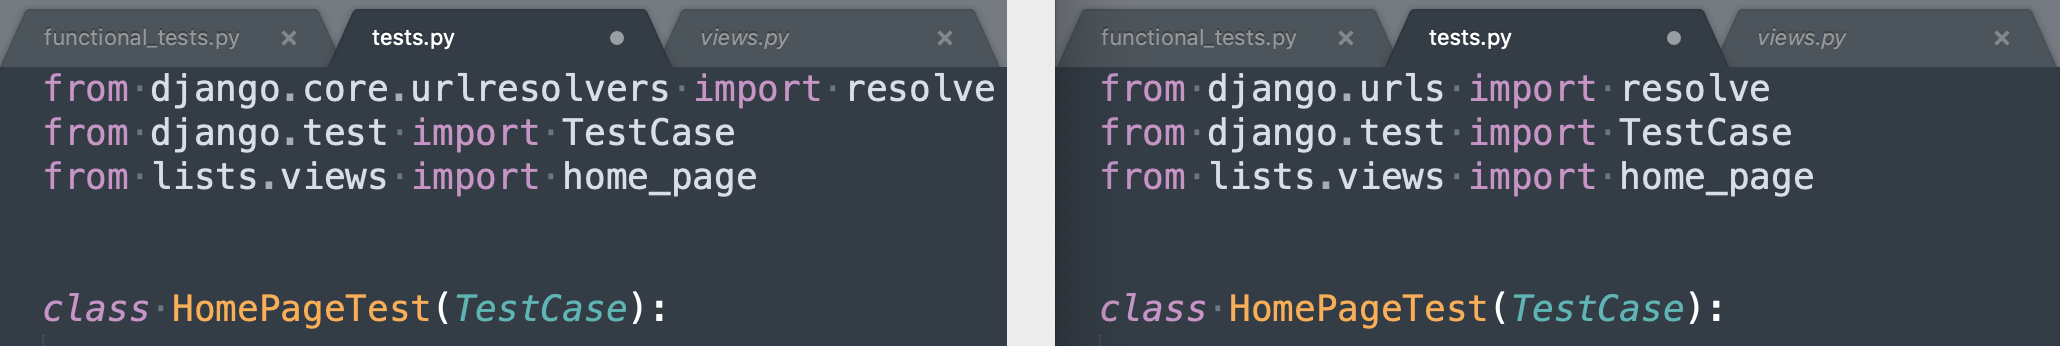 functional_tests.py × tests.py views.py ×
from django.core.urlresolvers import resolve
from django.test import TestCase
from lists.views import home_page
class HomePageTest(TestCase):
functional_tests.py × tests.py views.py ×
from django.urls import resolve
from django.test import TestCase
from lists.views import home_page
class HomePageTest(TestCase):